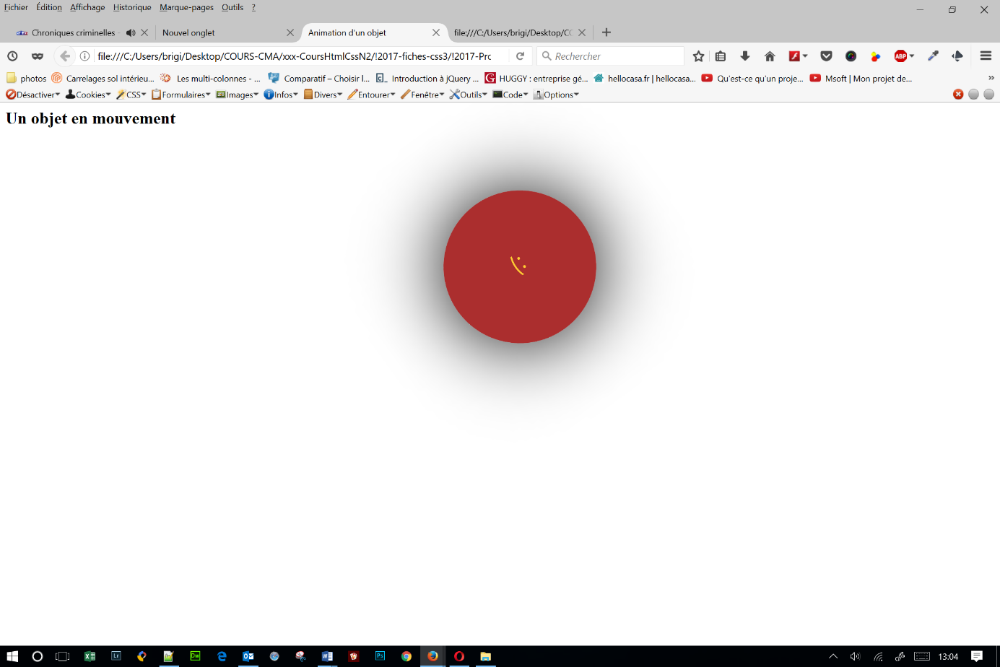 Fichier Édition Affichage Historique Marque-pages Outils ?
Chroniques criminelles Nouvel onglet Animation d'un objet file:///C:/Users/brigi/Desktop/CO
file:///C:/Users/brigi/Desktop/COURS-CMA/xxx-CoursHtmlCssN2/!2017-fiches-css3/!2017-Pro Rechercher
photos Carrelages sol intérieu... Les multi-colonnes - ... Comparatif – Choisir l... Introduction à jQuery ... HUGGY : entreprise gé... hellocasa.fr | hellocasa... Qu'est-ce qu'un proje... Msoft | Mon projet de... »
Désactiver Cookies CSS Formulaires Images Infos Divers Entourer Fenêtre Outils Code Options
Un objet en mouvement
:-)
13:04